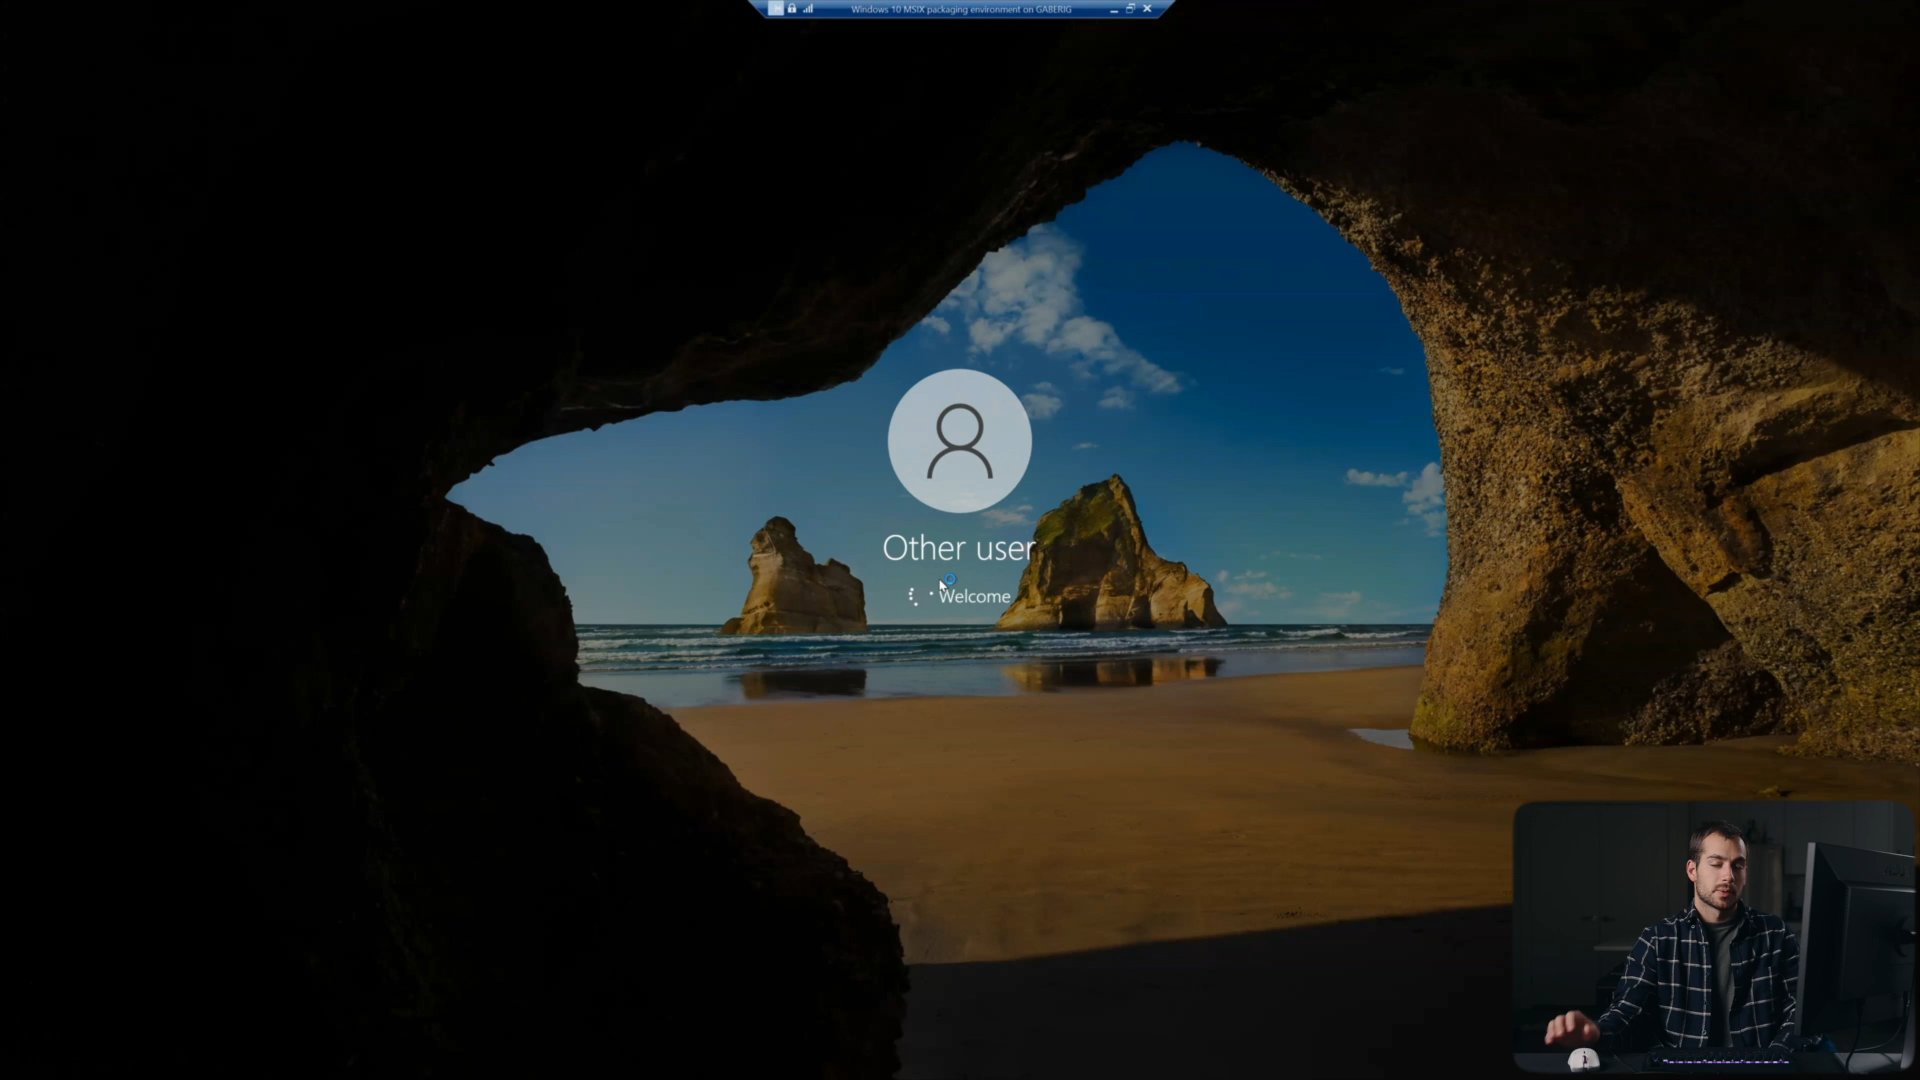 Windows 10 MSIX packaging environment on GABERIG
Other user
Welcome